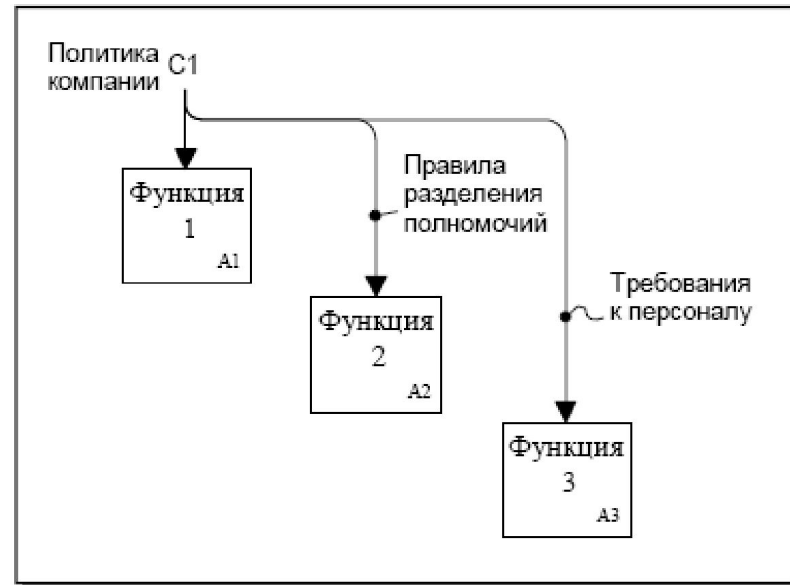 Политика
компании
C1
Функция
1
A1
Правила
разделения
полномочий
Функция
2
A2
Требования
к персоналу
Функция
3
A3